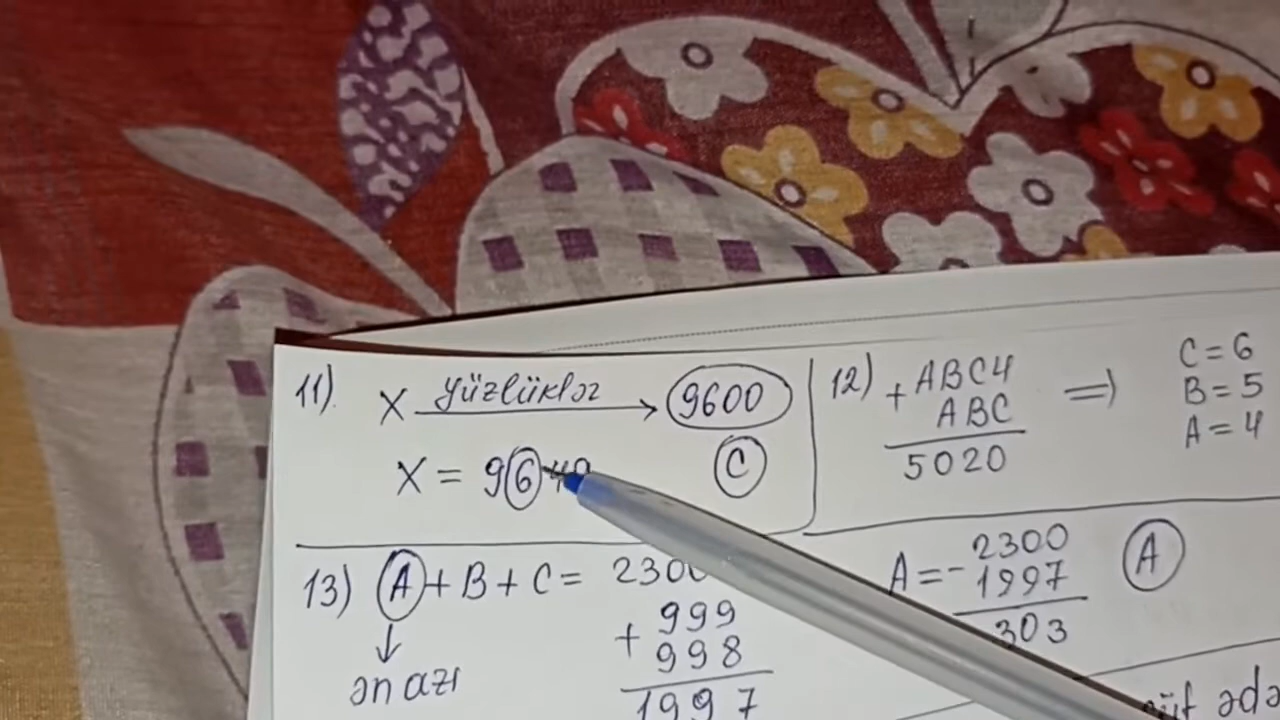 11). X yüzlüklər → 9600
X = 9649
C
12) + ABC4
ABC
5020
=>
C = 6
B = 5
A = 4
13) A + B + C = 2300
ən azı
+ 999
998
1997
A = - 2300
1997
303
A